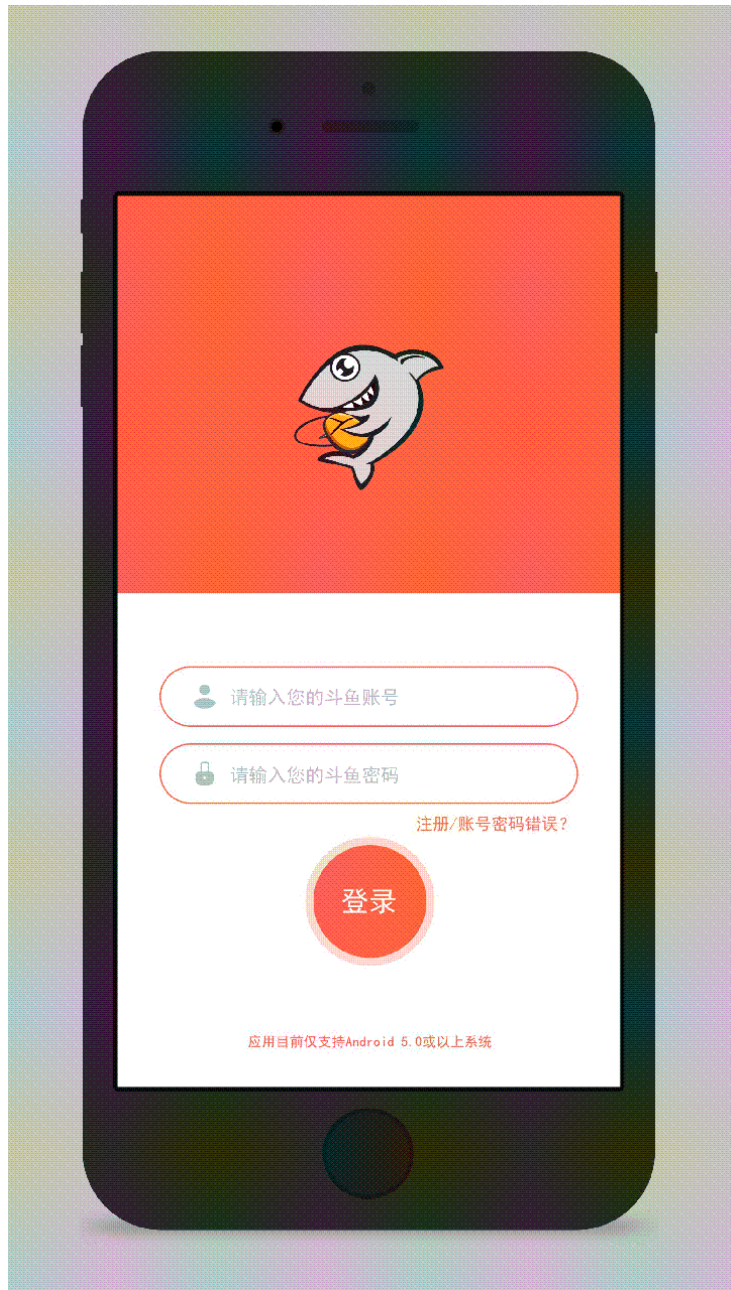 请输入您的斗鱼账号
请输入您的斗鱼密码
注册/账号密码错误？
登录
应用目前仅支持Android 5.0或以上系统